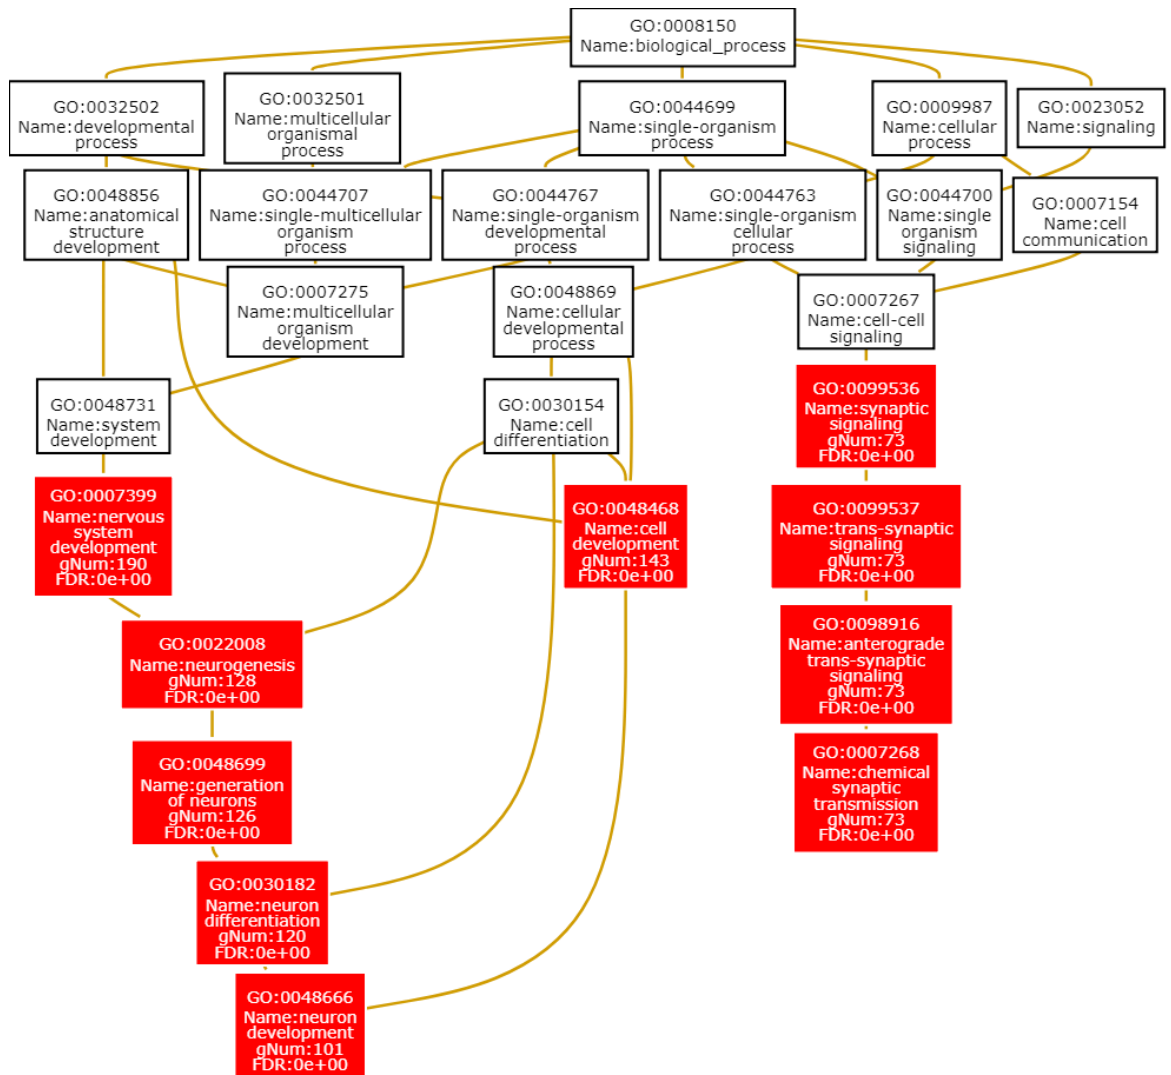 GO:0008150
Name:biological_process
GO:0032502
Name:developmental
process
GO:0032501
Name:multicellular
organismal
process
GO:0044699
Name:single-organism
process
GO:0009987
Name:cellular
process
GO:0023052
Name:signaling
GO:0048856
Name:anatomical
structure
development
GO:0044707
Name:single-multicellular
organism
process
GO:0044767
Name:single-organism
developmental
process
GO:0044763
Name:single-organism
cellular
process
GO:0044700
Name:single
organism
signaling
GO:0007154
Name:cell
communication
GO:0007275
Name:multicellular
organism
development
GO:0048869
Name:cellular
developmental
process
GO:0007267
Name:cell-cell
signaling
GO:0048731
Name:system
development
GO:0030154
Name:cell
differentiation
GO:0099536
Name:synaptic
signaling
gNum:73
FDR:0e+00
GO:0007399
Name:nervous
system
development
gNum:190
FDR:0e+00
GO:0048468
Name:cell
development
gNum:143
FDR:0e+00
GO:0099537
Name:trans-synaptic
signaling
gNum:73
FDR:0e+00
GO:0022008
Name:neurogenesis
gNum:128
FDR:0e+00
GO:0098916
Name:anterograde
trans-synaptic
signaling
gNum:73
FDR:0e+00
GO:0048699
Name:generation
of neurons
gNum:126
FDR:0e+00
GO:0007268
Name:chemical
synaptic
transmission
gNum:73
FDR:0e+00
GO:0030182
Name:neuron
differentiation
gNum:120
FDR:0e+00
GO:0048666
Name:neuron
development
gNum:101
FDR:0e+00